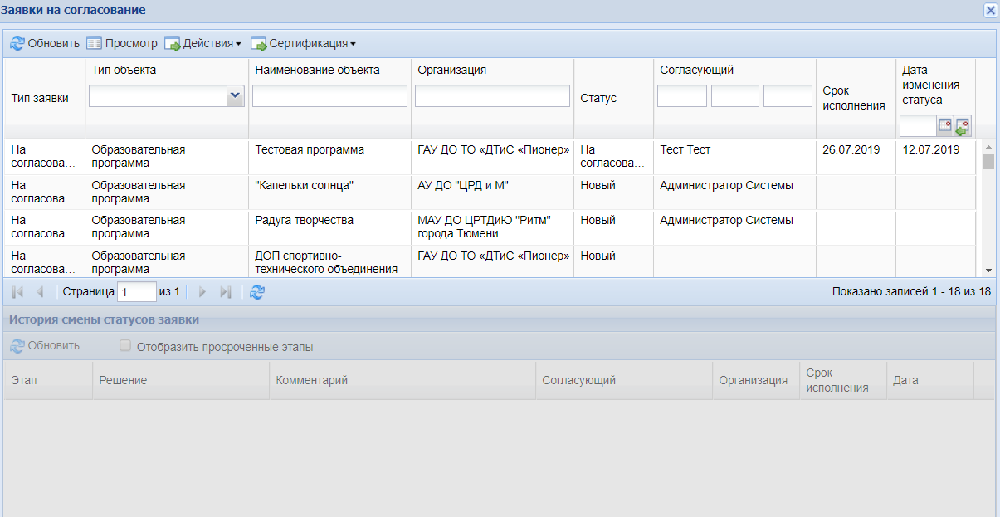 Заявки на согласование
Обновить Просмотр Действия Сертификация
Тип заявки Тип объекта Наименование объекта Организация Статус Согласующий Срок исполнения Дата изменения статуса
На согласова... Образовательная программа Тестовая программа ГАУ ДО ТО «ДТиС «Пионер» На согласова... Тест Тест 26.07.2019 12.07.2019
На согласова... Образовательная программа "Капельки солнца" АУ ДО "ЦРД и М" Новый Администратор Системы
На согласова... Образовательная программа Радуга творчества МАУ ДО ЦРТДиЮ "Ритм" города Тюмени Новый Администратор Системы
На согласова... Образовательная программа ДОП спортивно-технического объединения ГАУ ДО ТО «ДТиС «Пионер» Новый
Страница 1 из 1 Показано записей 1 - 18 из 18
История смены статусов заявки
Обновить Отобразить просроченные этапы
Этап Решение Комментарий Согласующий Организация Срок исполнения Дата